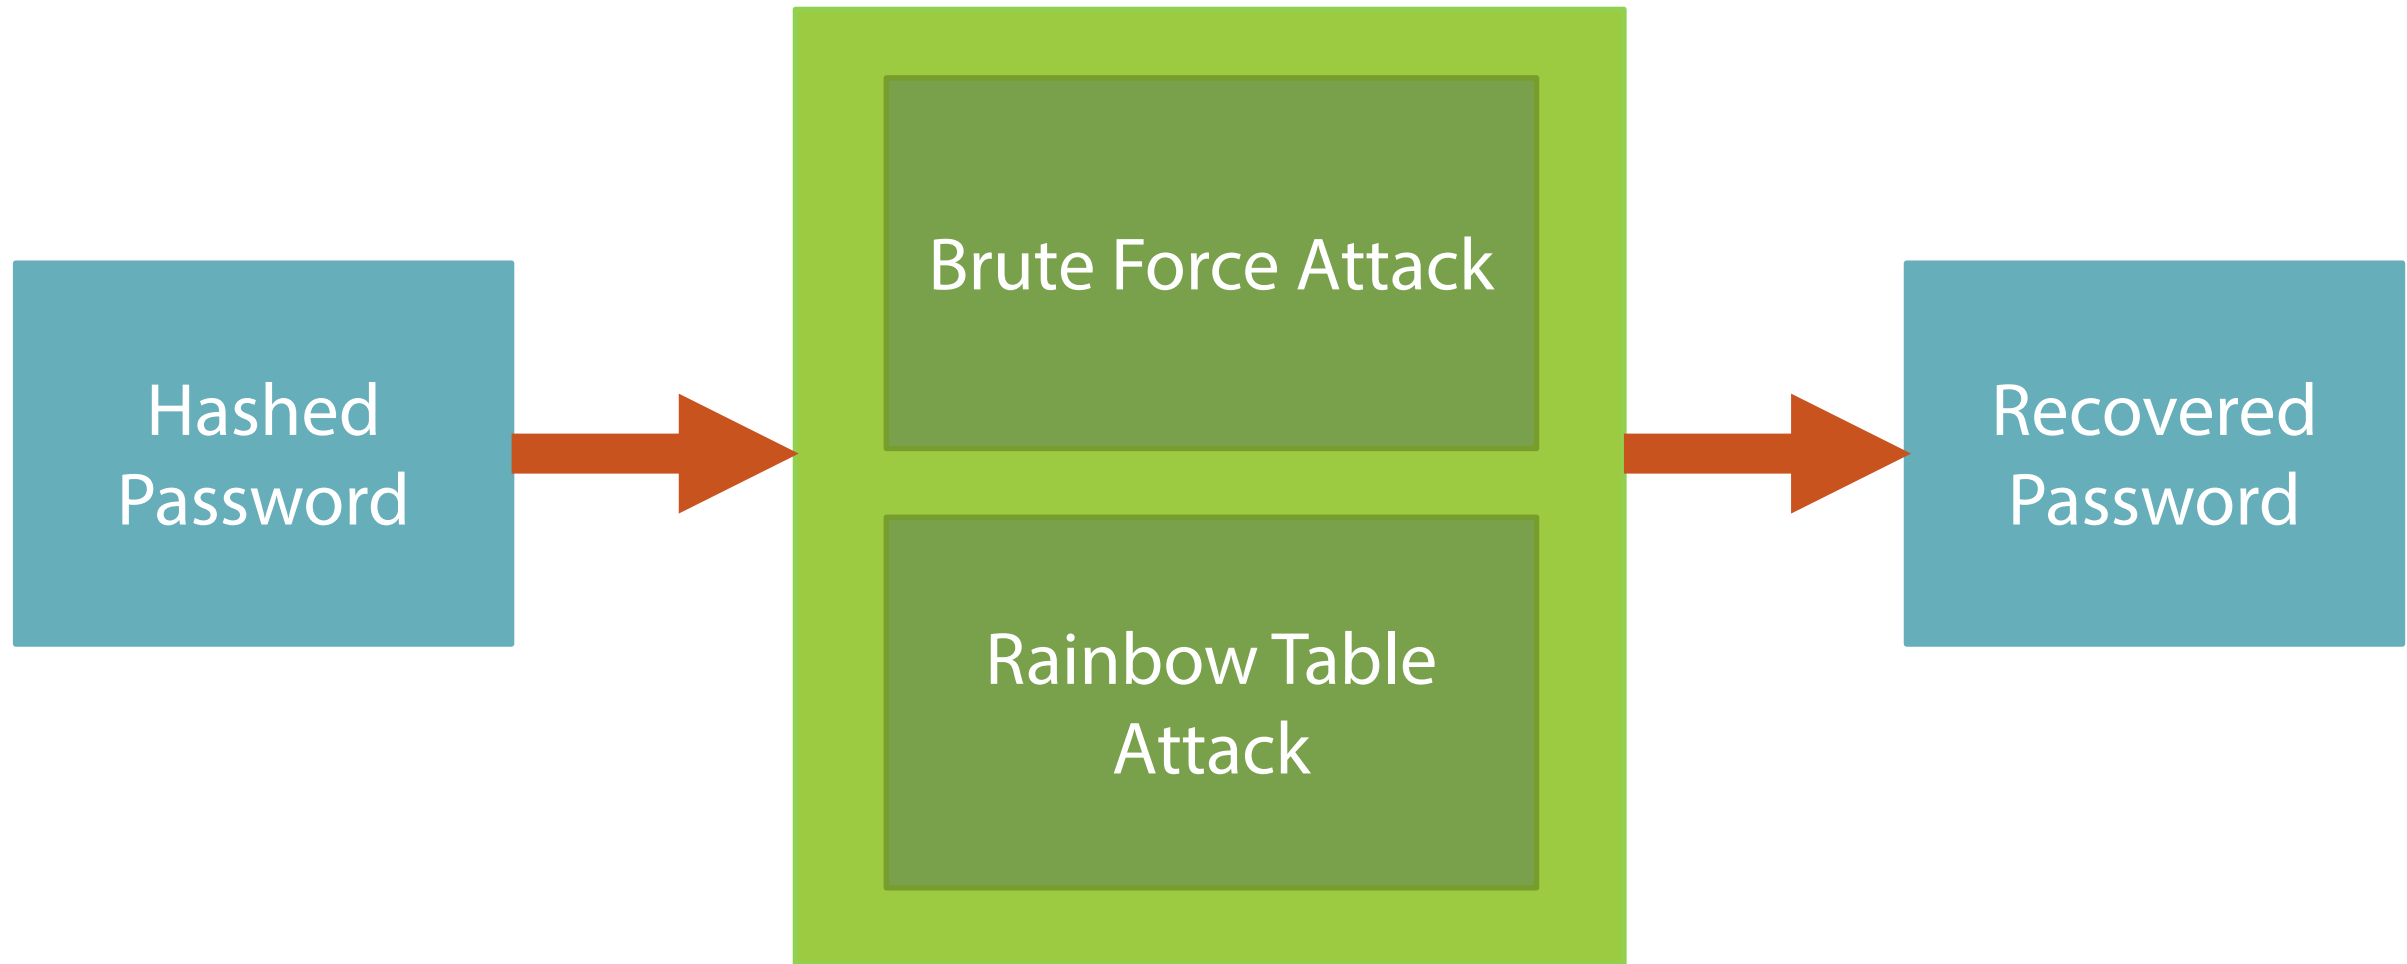 Hashed
Password
Brute Force Attack
Rainbow Table
Attack
Recovered
Password